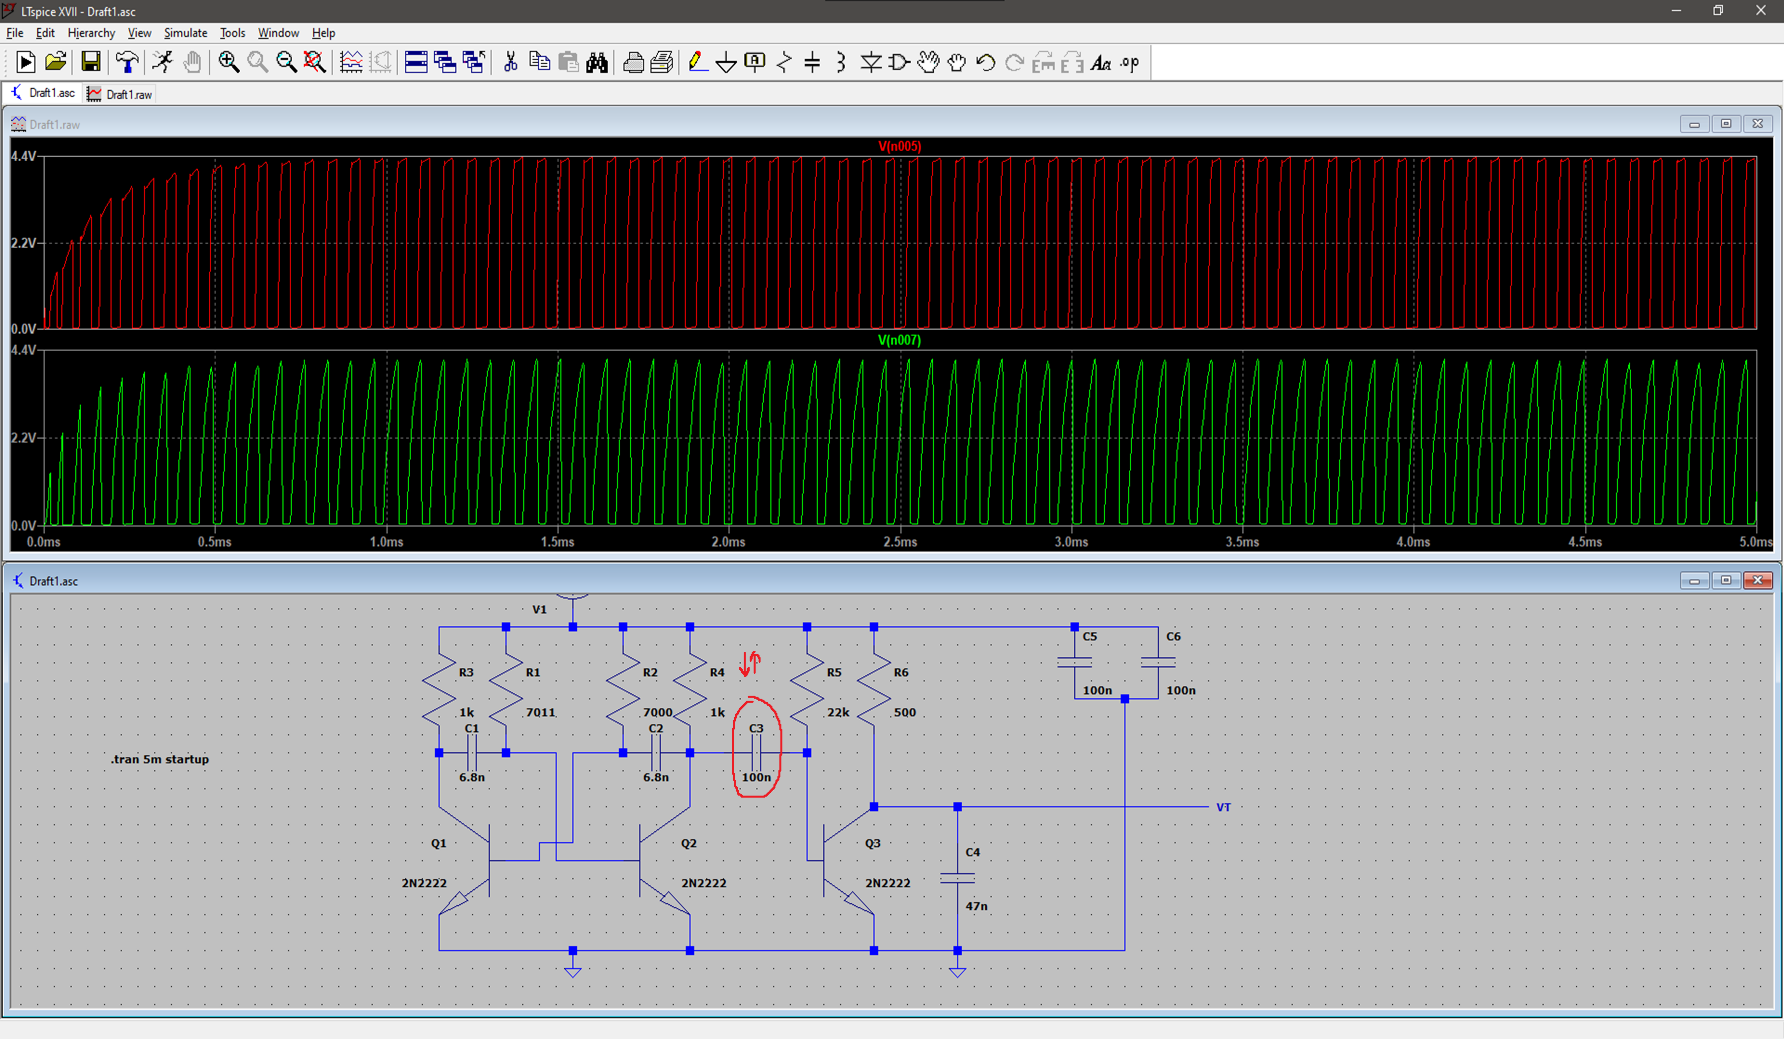 LTspice XVII - Draft1.asc
File Edit Hierarchy View Simulate Tools Window Help
Draft1.asc Draft1.raw
Draft1.raw
V(n005)
4.4V
2.2V
0.0V
V(n007)
4.4V
2.2V
0.0V
0.0ms 0.5ms 1.0ms 1.5ms 2.0ms 2.5ms 3.0ms 3.5ms 4.0ms 4.5ms 5.0ms
Draft1.asc
V1
C5 C6
R3 R1 R2 R4 R5 R6
100n 100n
1k 7011 7000 1k 22k 500
C1 C2 C3
.tran 5m startup
6.8n 6.8n 100n
VT
Q1 Q2 Q3 C4
2N2222 2N2222 2N2222
47n